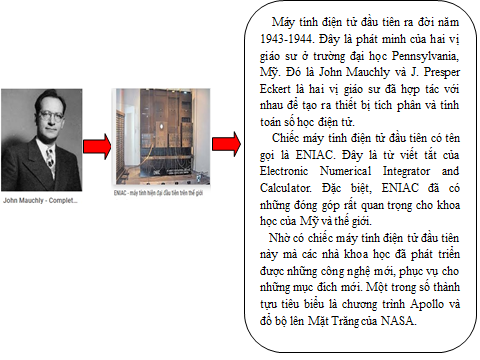 John Mauchly - Complet...
ENIAC - máy tính hiện đại đầu tiên trên thế giới
Máy tính điện tử đầu tiên ra đời năm
1943-1944. Đây là phát minh của hai vị
giáo sư ở trường đại học Pennsylvania,
Mỹ. Đó là John Mauchly và J. Presper
Eckert là hai vị giáo sư đã hợp tác với
nhau để tạo ra thiết bị tích phân và tính
toán số học điện tử.
Chiếc máy tính điện tử đầu tiên có tên
gọi là ENIAC. Đây là từ viết tắt của
Electronic Numerical Integrator and
Calculator. Đặc biệt, ENIAC đã có
những đóng góp rất quan trọng cho khoa
học của Mỹ và thế giới.
Nhờ có chiếc máy tính điện tử đầu tiên
này mà các nhà khoa học đã phát triển
được những công nghệ mới, phục vụ cho
những mục đích mới. Một trong số thành
tựu tiêu biểu là chương trình Apollo và
đổ bộ lên Mặt Trăng của NASA.